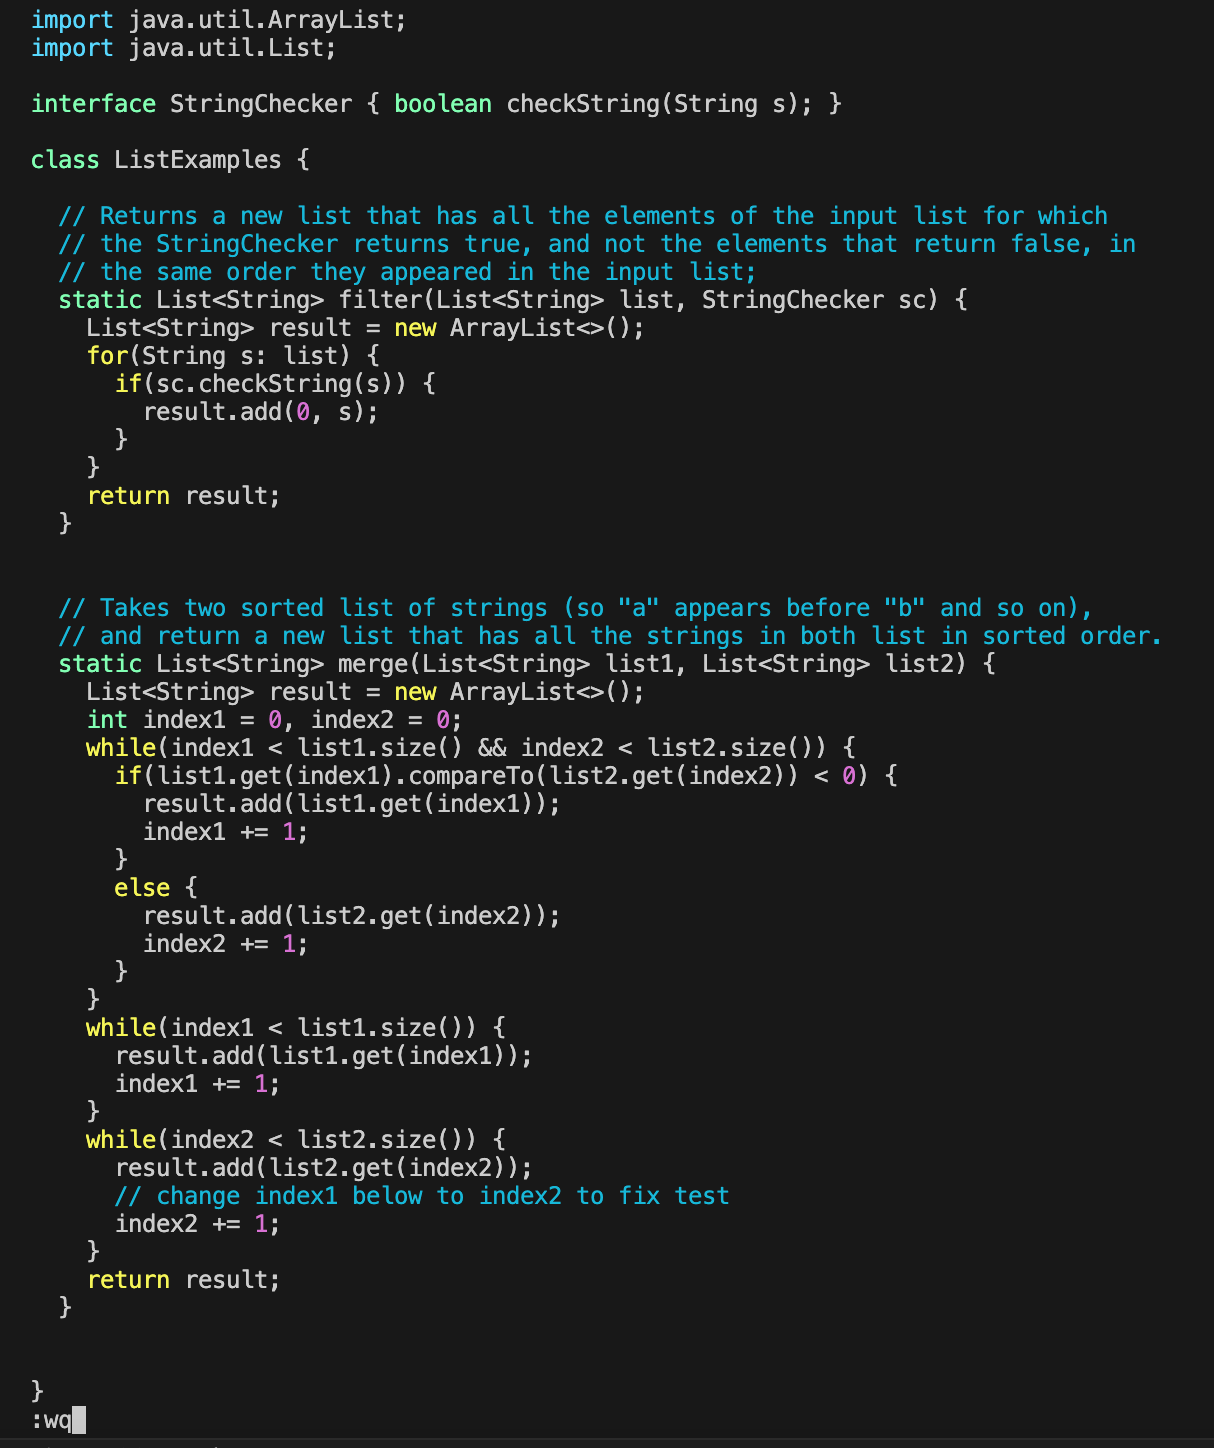 import java.util.ArrayList;
import java.util.List;

interface StringChecker { boolean checkString(String s); }

class ListExamples {

  // Returns a new list that has all the elements of the input list for which
  // the StringChecker returns true, and not the elements that return false, in
  // the same order they appeared in the input list;
  static List<String> filter(List<String> list, StringChecker sc) {
    List<String> result = new ArrayList<>();
    for(String s: list) {
      if(sc.checkString(s)) {
        result.add(0, s);
      }
    }
    return result;
  }


  // Takes two sorted list of strings (so "a" appears before "b" and so on),
  // and return a new list that has all the strings in both list in sorted order.
  static List<String> merge(List<String> list1, List<String> list2) {
    List<String> result = new ArrayList<>();
    int index1 = 0, index2 = 0;
    while(index1 < list1.size() && index2 < list2.size()) {
      if(list1.get(index1).compareTo(list2.get(index2)) < 0) {
        result.add(list1.get(index1));
        index1 += 1;
      }
      else {
        result.add(list2.get(index2));
        index2 += 1;
      }
    }
    while(index1 < list1.size()) {
      result.add(list1.get(index1));
      index1 += 1;
    }
    while(index2 < list2.size()) {
      result.add(list2.get(index2));
      // change index1 below to index2 to fix test
      index2 += 1;
    }
    return result;
  }


}
:wq